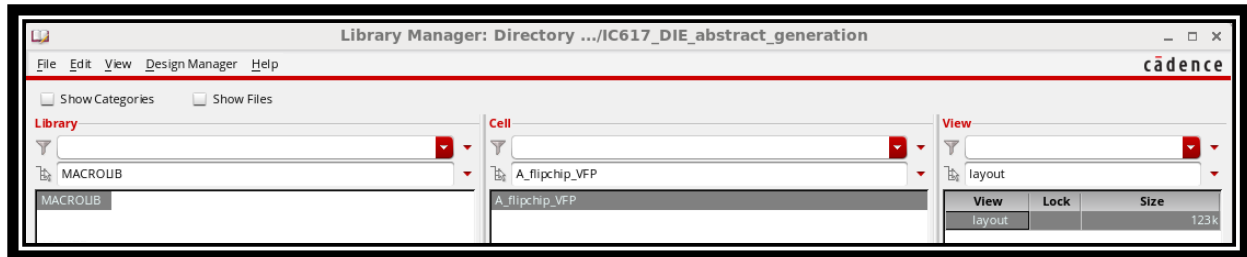 Library Manager: Directory .../IC617_DIE_abstract_generation
File Edit View Design Manager Help
cādence
Show Categories Show Files
Library Cell View
MACROLIB A_flipchip_VFP layout
MACROLIB A_flipchip_VFP View Lock Size
layout 123k